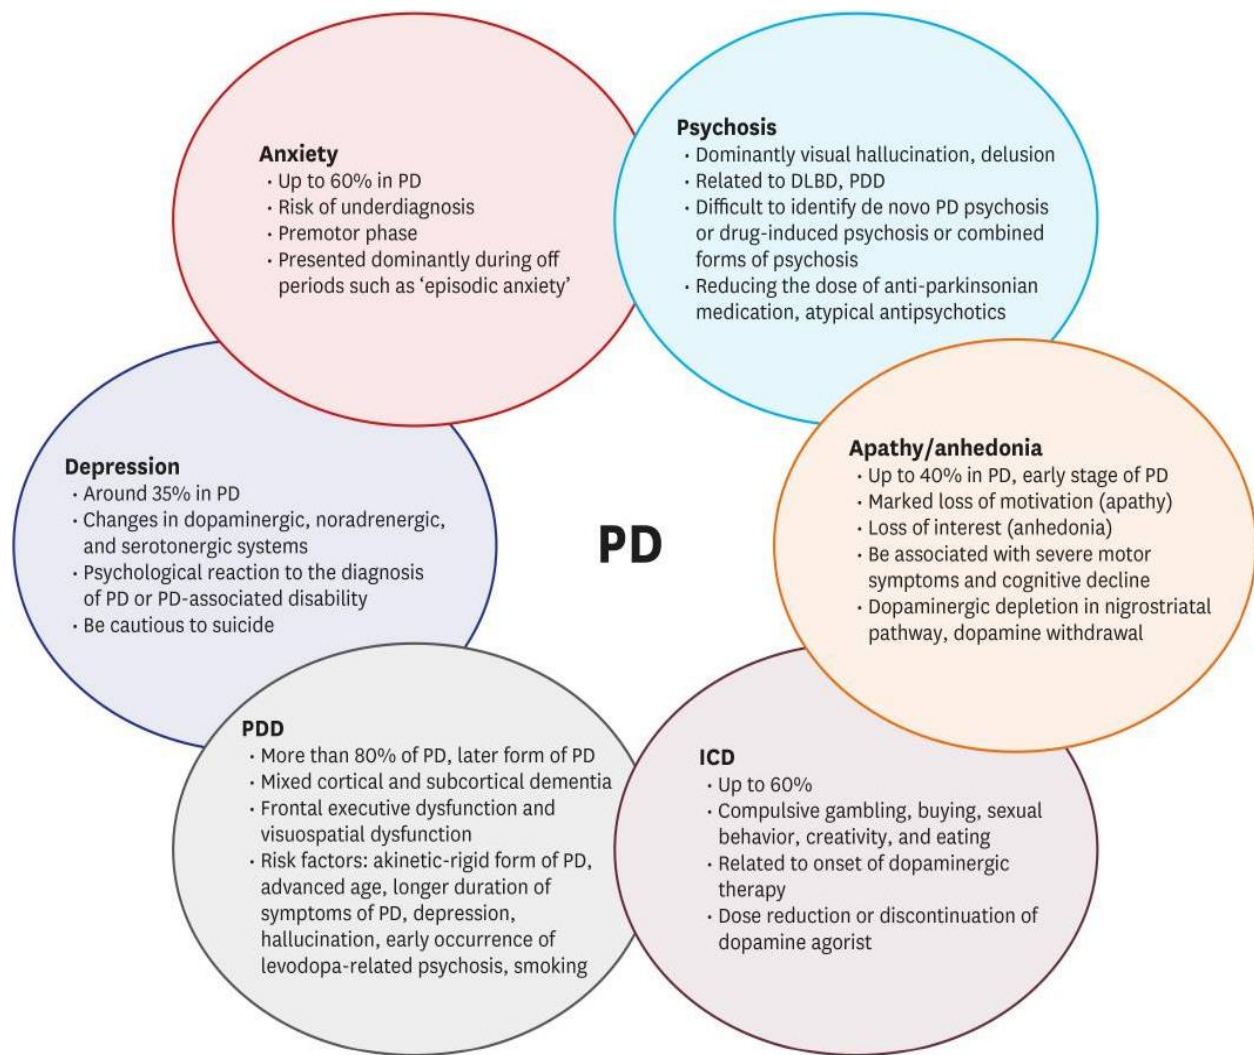 Anxiety
· Up to 60% in PD
· Risk of underdiagnosis
· Premotor phase
· Presented dominantly during off
periods such as ‘episodic anxiety’
Psychosis
· Dominantly visual hallucination, delusion
· Related to DLBD, PDD
· Difficult to identify de novo PD psychosis
or drug-induced psychosis or combined
forms of psychosis
· Reducing the dose of anti-parkinsonian
medication, atypical antipsychotics
Depression
· Around 35% in PD
· Changes in dopaminergic, noradrenergic,
and serotonergic systems
· Psychological reaction to the diagnosis
of PD or PD-associated disability
· Be cautious to suicide
PD
Apathy/anhedonia
· Up to 40% in PD, early stage of PD
· Marked loss of motivation (apathy)
· Loss of interest (anhedonia)
· Be associated with severe motor
symptoms and cognitive decline
· Dopaminergic depletion in nigrostriatal
pathway, dopamine withdrawal
PDD
· More than 80% of PD, later form of PD
· Mixed cortical and subcortical dementia
· Frontal executive dysfunction and
visuospatial dysfunction
· Risk factors: akinetic-rigid form of PD,
advanced age, longer duration of
symptoms of PD, depression,
hallucination, early occurrence of
levodopa-related psychosis, smoking
ICD
· Up to 60%
· Compulsive gambling, buying, sexual
behavior, creativity, and eating
· Related to onset of dopaminergic
therapy
· Dose reduction or discontinuation of
dopamine agorist